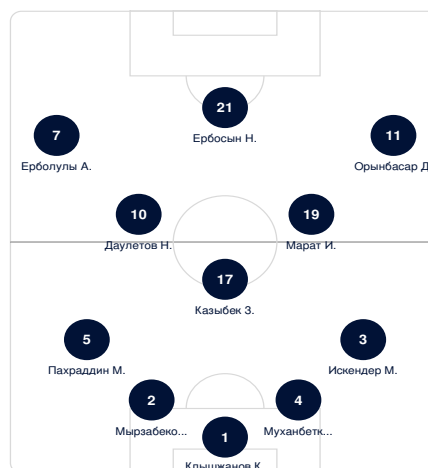 21
Ербосын Н.
7
Ерболулы А.
11
Орынбасар Д
10
Даулетов Н.
19
Марат И.
17
Казыбек З.
5
Пахраддин М.
3
Искендер М.
2
Мырзабеко...
4
Муханбетк...
1
Клышжанов К